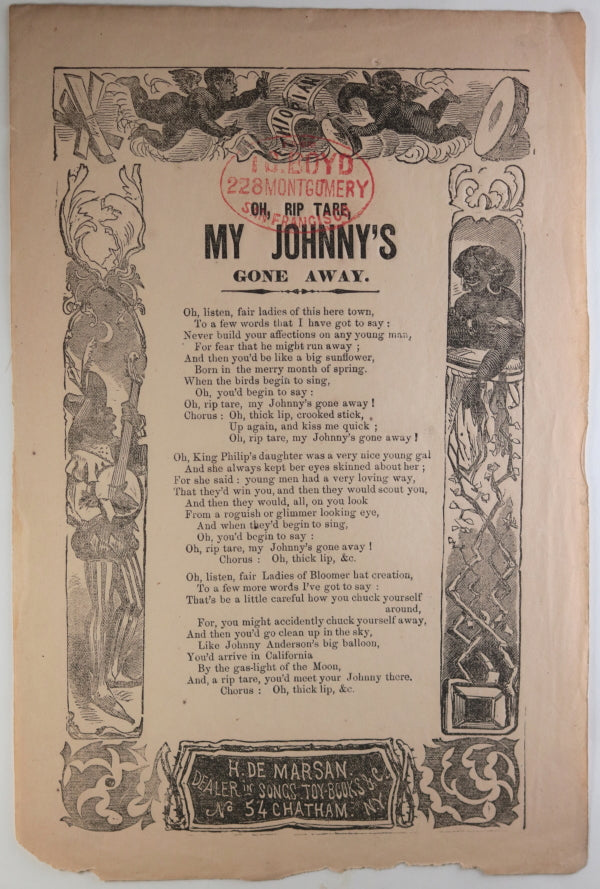 ETHIOPIAN
T. C. BOYD
228 MONTGOMERY
SAN FRANCISCO
OH, RIP TARE,
MY JOHNNY'S
GONE AWAY.
Oh, listen, fair ladies of this here town,
To a few words that I have got to say :
Never build your affections on any young man,
For fear that he might run away ;
And then you'd be like a big sunflower,
Born in the merry month of spring.
When the birds begin to sing,
Oh, you'd begin to say :
Oh, rip tare, my Johnny's gone away !
Chorus : Oh, thick lip, crooked stick,
Up again, and kiss me quick ;
Oh, rip tare, my Johnny's gone away !
Oh, King Philip's daughter was a very nice young gal
And she always kept ber eyes skinned about her ;
For she said : young men had a very loving way,
That they'd win you, and then they would scout you,
And then they would, all, on you look
From a roguish or glimmer looking eye,
And when they'd begin to sing,
Oh, you'd begin to say :
Oh, rip tare, my Johnny's gone away !
Chorus : Oh, thick lip, &c.
Oh, listen, fair Ladies of Bloomer hat creation,
To a few more words I've got to say :
That's be a little careful how you chuck yourself
around,
For, you might accidently chuck yourself away,
And then you'd go clean up in the sky,
Like Johnny Anderson's big balloon,
You'd arrive in California
By the gas-light of the Moon,
And, a rip tare, you'd meet your Johnny there.
Chorus : Oh, thick lip, &c.
H. DE MARSAN.
DEALER in SONGS. TOY-BOOKS &C.
No 54 CHATHAM. NY.